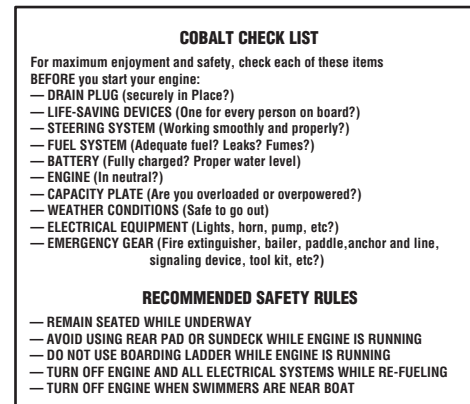 COBALT CHECK LIST
For maximum enjoyment and safety, check each of these items
BEFORE you start your engine:
— DRAIN PLUG (securely in Place?)
— LIFE-SAVING DEVICES (One for every person on board?)
— STEERING SYSTEM (Working smoothly and properly?)
— FUEL SYSTEM (Adequate fuel? Leaks? Fumes?)
— BATTERY (Fully charged? Proper water level)
— ENGINE (In neutral?)
— CAPACITY PLATE (Are you overloaded or overpowered?)
— WEATHER CONDITIONS (Safe to go out)
— ELECTRICAL EQUIPMENT (Lights, horn, pump, etc?)
— EMERGENCY GEAR (Fire extinguisher, bailer, paddle,anchor and line,
signaling device, tool kit, etc?)
RECOMMENDED SAFETY RULES
— REMAIN SEATED WHILE UNDERWAY
— AVOID USING REAR PAD OR SUNDECK WHILE ENGINE IS RUNNING
— DO NOT USE BOARDING LADDER WHILE ENGINE IS RUNNING
— TURN OFF ENGINE AND ALL ELECTRICAL SYSTEMS WHILE RE-FUELING
— TURN OFF ENGINE WHEN SWIMMERS ARE NEAR BOAT